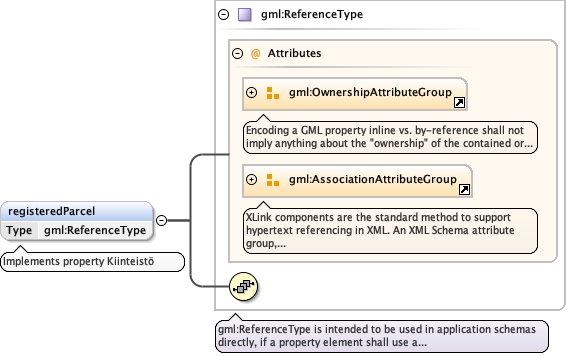 gml:ReferenceType
@ Attributes
gml:OwnershipAttributeGroup
Encoding a GML property inline vs. by-reference shall not
imply anything about the "ownership" of the contained or...
gml:AssociationAttributeGroup
XLink components are the standard method to support
hypertext referencing in XML. An XML Schema attribute
group,...
registeredParcel
Type gml:ReferenceType
Implements property Kiinteistö
gml:ReferenceType is intended to be used in application schemas
directly, if a property element shall use a...